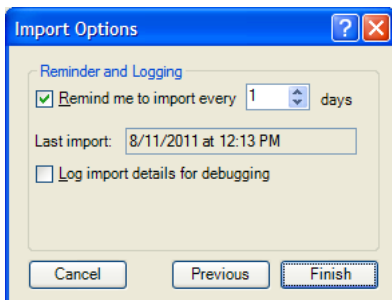 Import Options
Reminder and Logging
Remind me to import every 1 days
Last import: 8/11/2011 at 12:13 PM
Log import details for debugging
Cancel Previous Finish